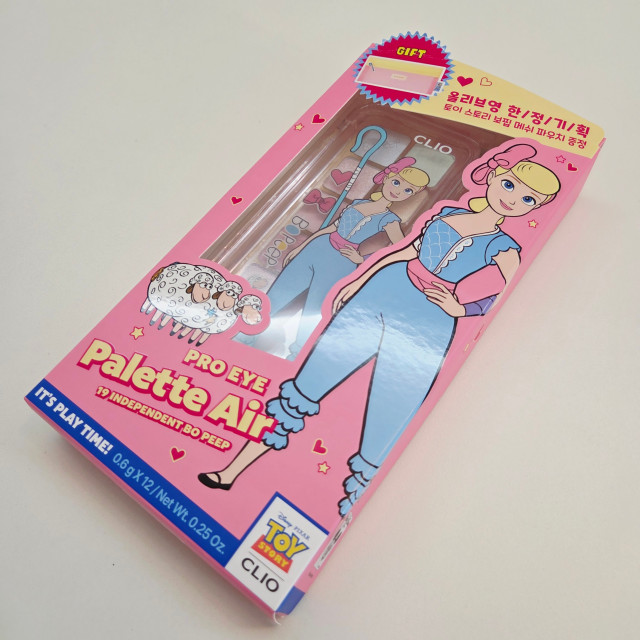 GIFT
올리브영 한/정/기/획
토이 스토리 보핍 메쉬 파우치 증정
CLIO
BO PEEP
PRO EYE
Palette Air
19 INDEPENDENT BO PEEP
IT'S PLAY TIME!
0.6g X 12 / Net Wt. 0.25 Oz.
Disney PIXAR
TOY
STORY
CLIO